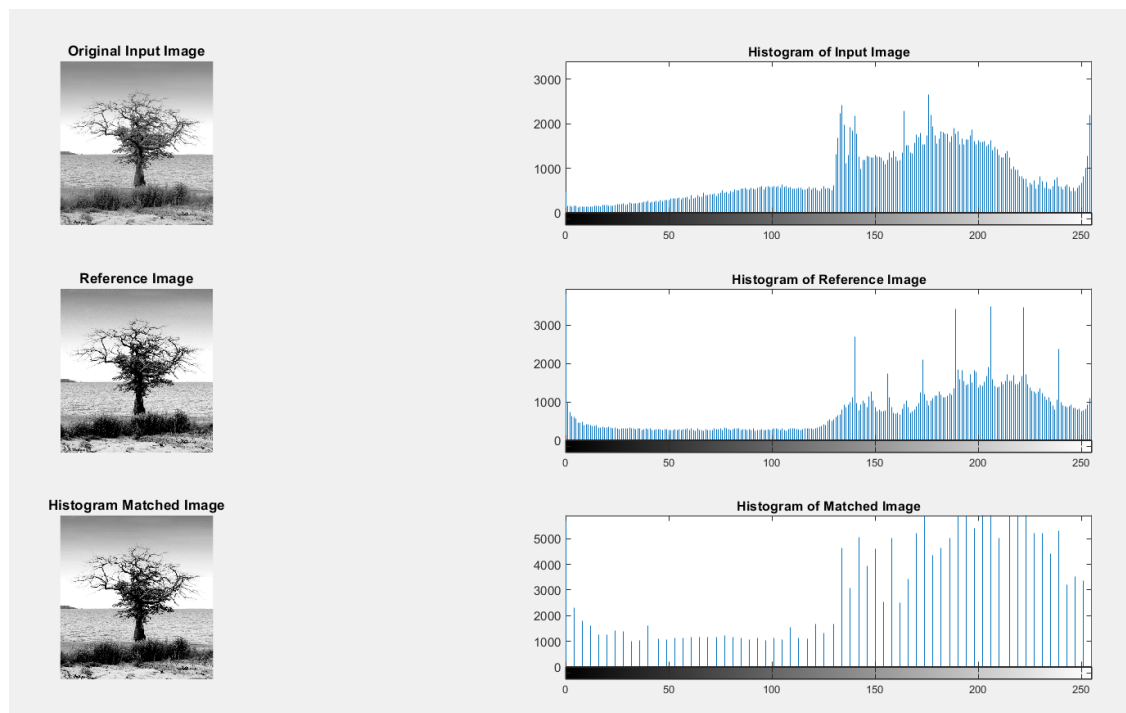 Original Input Image
Histogram of Input Image
3000
2000
1000
0
0 50 100 150 200 250
Reference Image
Histogram of Reference Image
3000
2000
1000
0
0 50 100 150 200 250
Histogram Matched Image
Histogram of Matched Image
5000
4000
3000
2000
1000
0
0 50 100 150 200 250